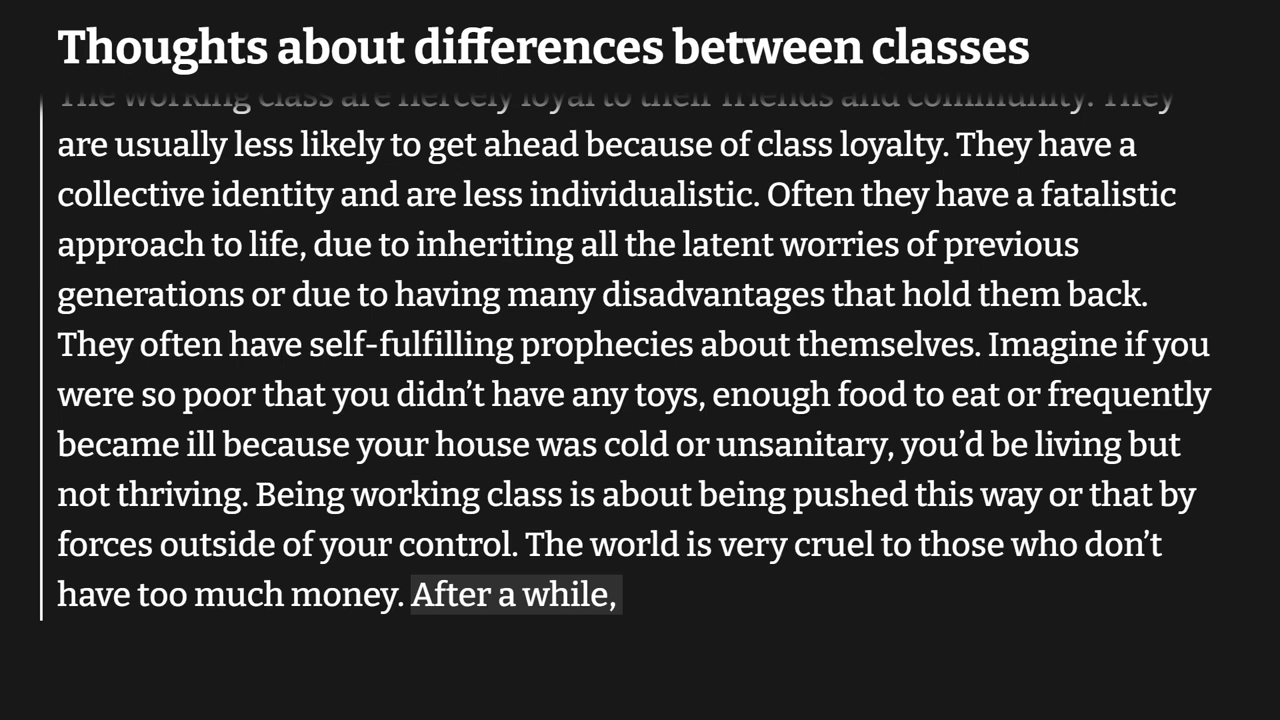 Thoughts about differences between classes
The working class are fiercely loyal to their friends and community. They
are usually less likely to get ahead because of class loyalty. They have a
collective identity and are less individualistic. Often they have a fatalistic
approach to life, due to inheriting all the latent worries of previous
generations or due to having many disadvantages that hold them back.
They often have self-fulfilling prophecies about themselves. Imagine if you
were so poor that you didn’t have any toys, enough food to eat or frequently
became ill because your house was cold or unsanitary, you’d be living but
not thriving. Being working class is about being pushed this way or that by
forces outside of your control. The world is very cruel to those who don’t
have too much money. After a while,